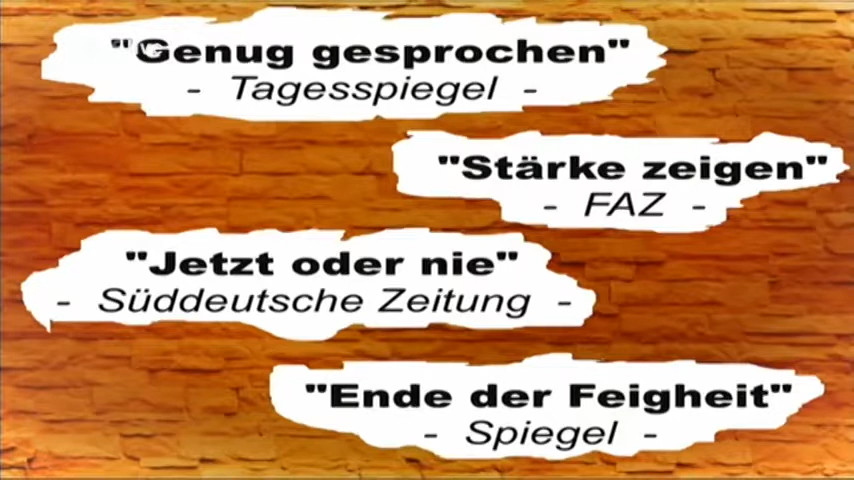 "Genug gesprochen"
- Tagesspiegel -
"Stärke zeigen"
- FAZ -
"Jetzt oder nie"
- Süddeutsche Zeitung -
"Ende der Feigheit"
- Spiegel -